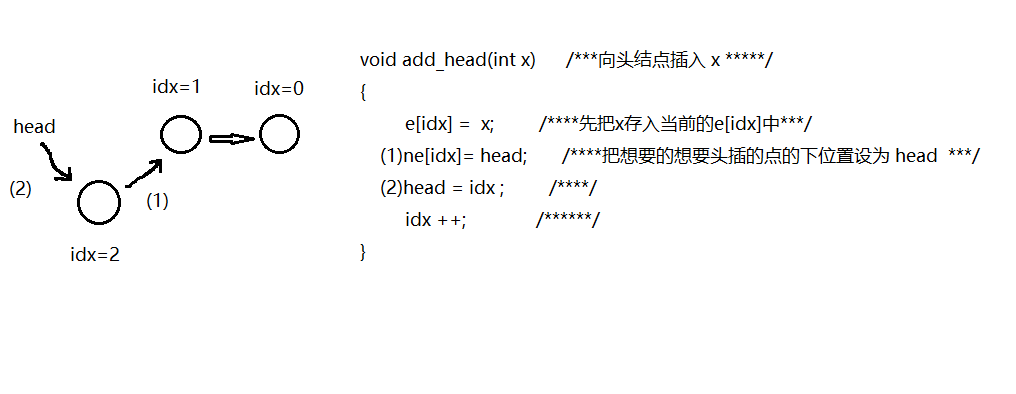 idx=1
idx=0
head
(2)
(1)
idx=2
void add_head(int x) /***向头结点插入 x *****/
{
e[idx] = x; /****先把x存入当前的e[idx]中***/
(1)ne[idx]= head; /****把想要的想要头插的点的下位置设为 head ***/
(2)head = idx ; /****/
idx ++; /******/
}